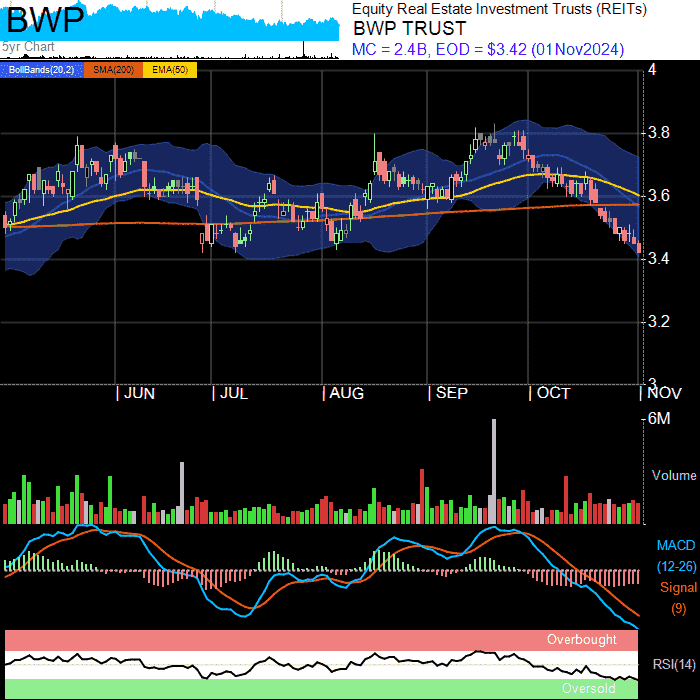 BWP
5yr Chart
Equity Real Estate Investment Trusts (REITs)
BWP TRUST
MC = 2.4B, EOD = $3.42 (01Nov2024)
BollBands(20,2) SMA(200) EMA(50)
4
3.8
3.6
3.4
3.2
3
JUN JUL AUG SEP OCT NOV
6M
Volume
MACD
(12-26)
Signal
(9)
Overbought
RSI(14)
Oversold